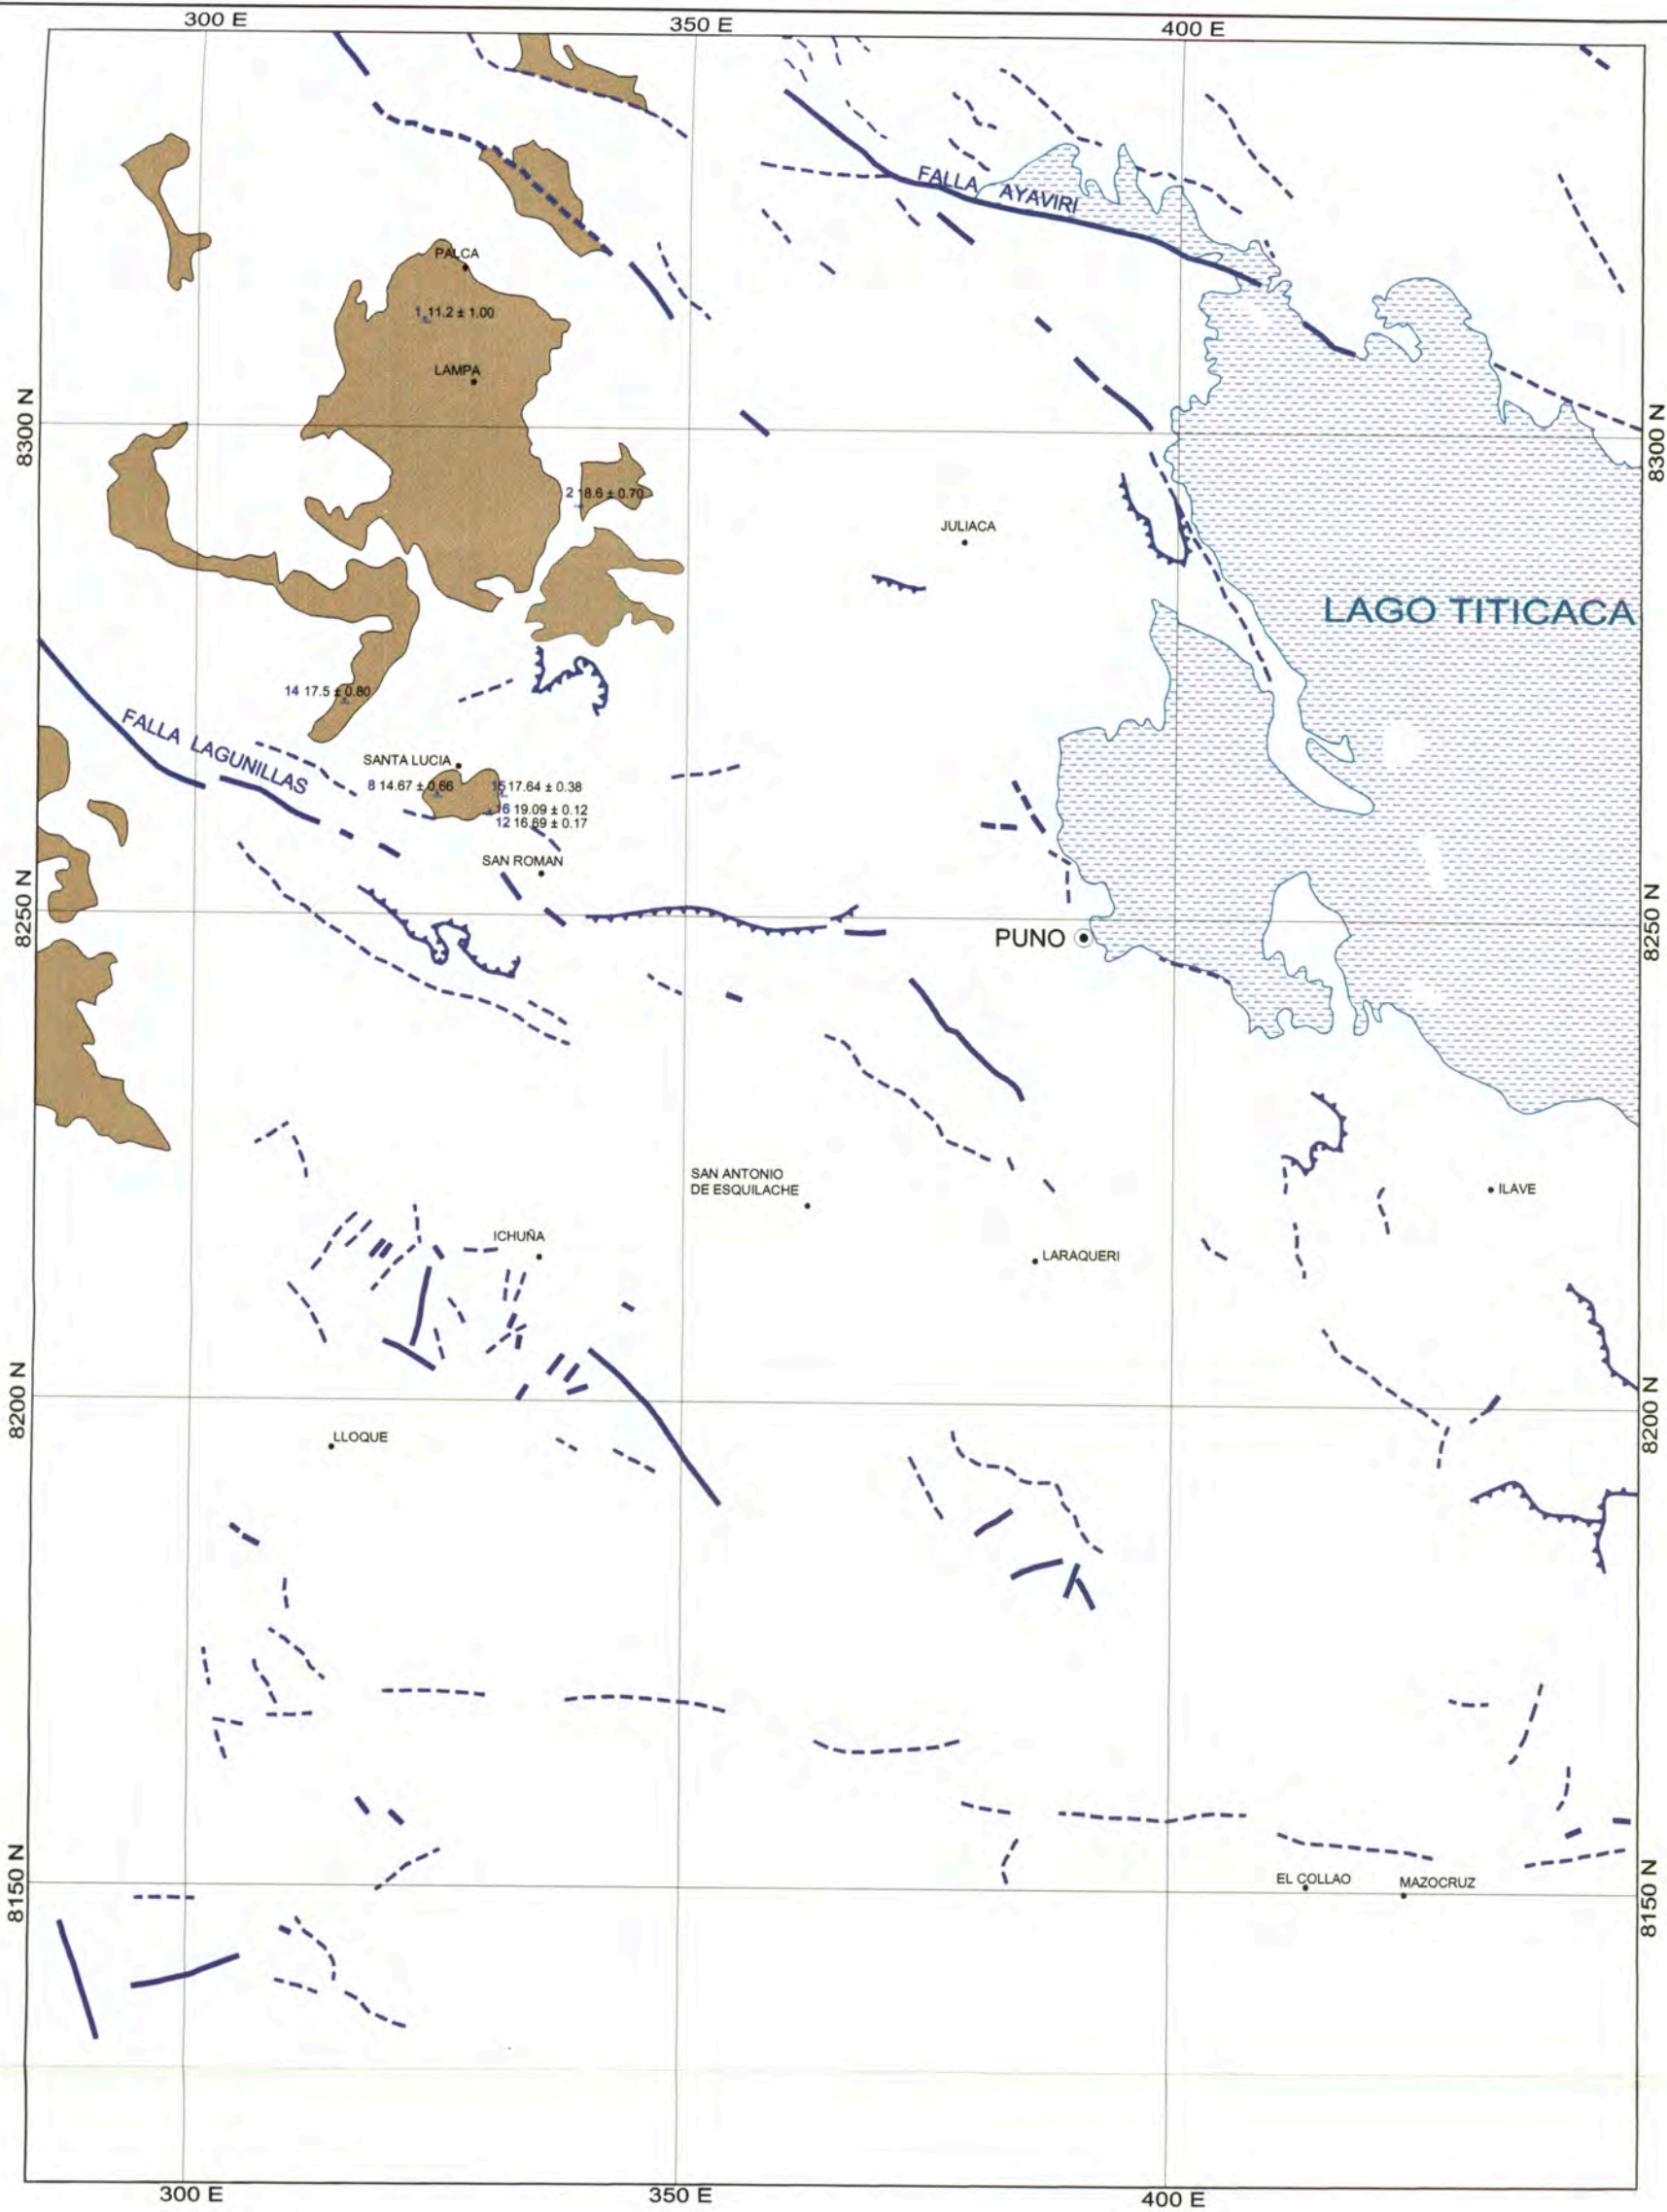 300 E
350 E
400 E
FALLA AYAVIRI
PALCA
1 11.2 ± 1.00
LAMPA
8300 N
8300 N
2 18.6 ± 0.70
JULIACA
LAGO TITICACA
14 17.5 ± 0.80
FALLA LAGUNILLAS
SANTA LUCIA
8 14.67 ± 0.66
15 17.64 ± 0.38
16 19.09 ± 0.12
12 16.69 ± 0.17
SAN ROMAN
8250 N
8250 N
PUNO
SAN ANTONIO
DE ESQUILACHE
ILAVE
ICHUÑA
LARAQUERI
8200 N
8200 N
LLOQUE
8150 N
EL COLLAO
MAZOCRUZ
8150 N
300 E
350 E
400 E